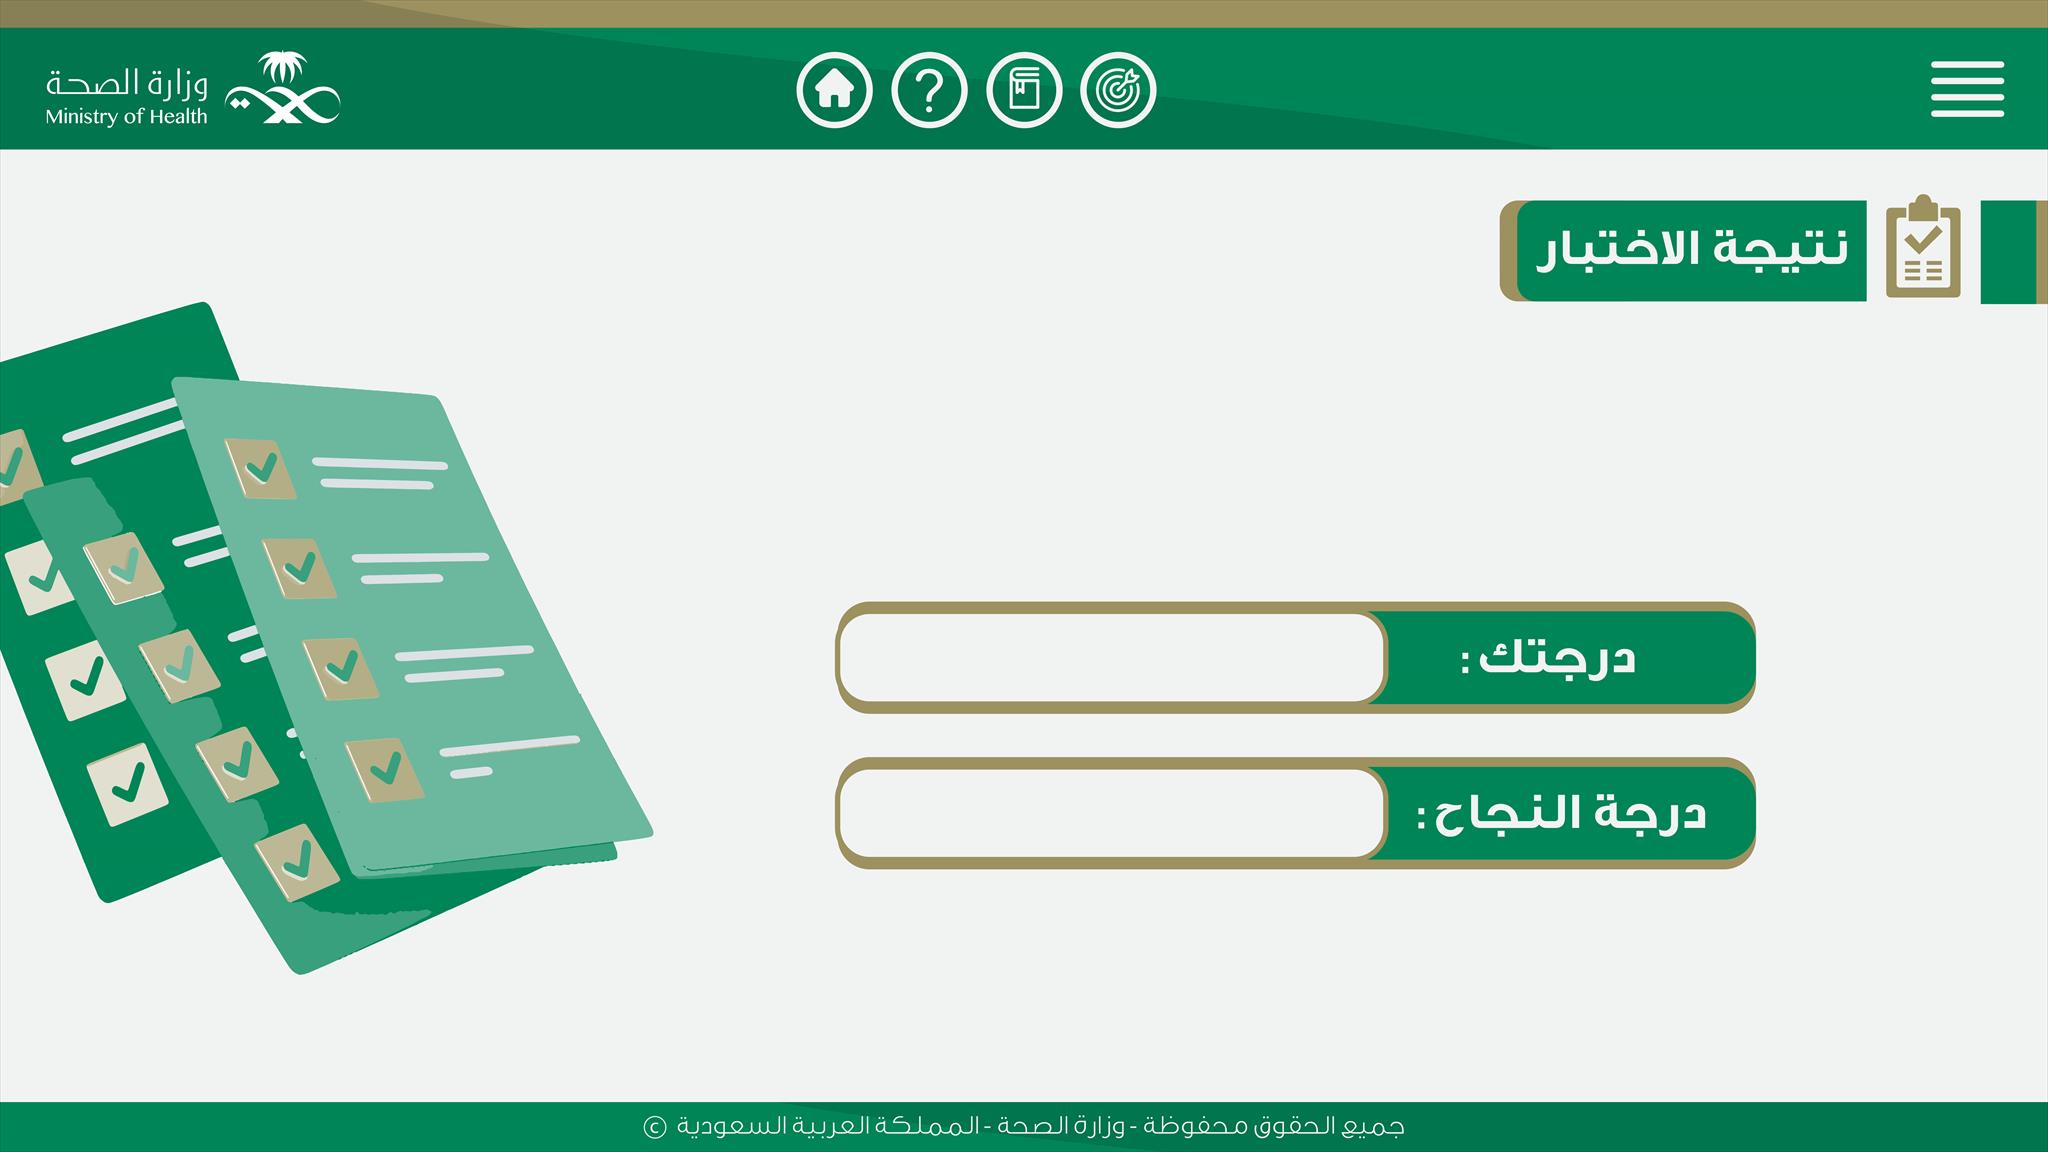 وزارة الصحة
Ministry of Health
نتيجة الاختبار
درجتك :
درجة النجاح :
جميع الحقوق محفوظة - وزارة الصحة - المملكة العربية السعودية ©